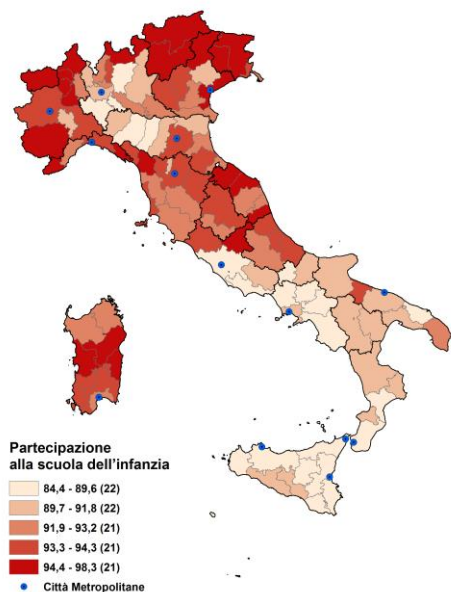 Partecipazione
alla scuola dell'infanzia
84,4 - 89,6 (22)
89,7 - 91,8 (22)
91,9 - 93,2 (21)
93,3 - 94,3 (21)
94,4 - 98,3 (21)
Città Metropolitane